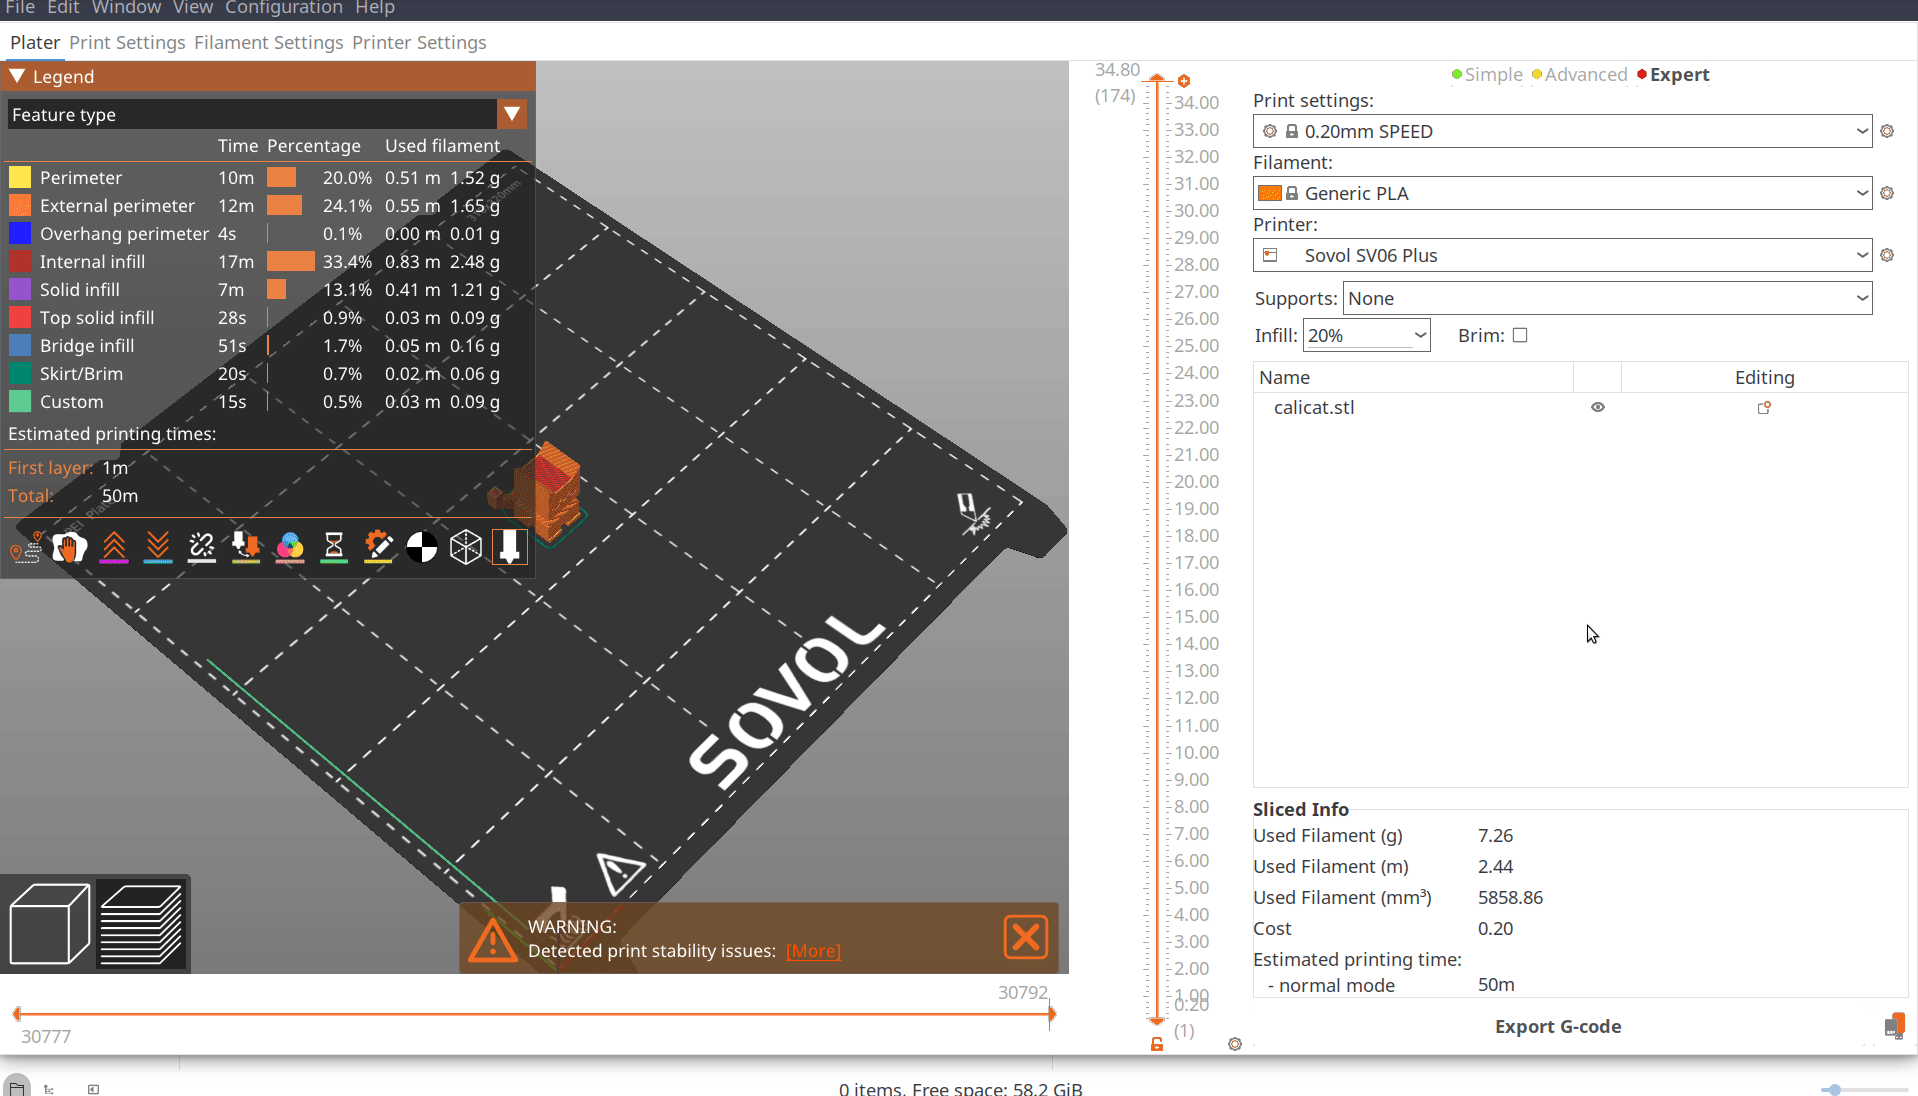 File Edit Window View Configuration Help
Plater Print Settings Filament Settings Printer Settings
Legend
Feature type
Time Percentage Used filament
Perimeter 10m 20.0% 0.51 m 1.52 g
External perimeter 12m 24.1% 0.55 m 1.65 g
Overhang perimeter 4s 0.1% 0.00 m 0.01 g
Internal infill 17m 33.4% 0.83 m 2.48 g
Solid infill 7m 13.1% 0.41 m 1.21 g
Top solid infill 28s 0.9% 0.03 m 0.09 g
Bridge infill 51s 1.7% 0.05 m 0.16 g
Skirt/Brim 20s 0.7% 0.02 m 0.06 g
Custom 15s 0.5% 0.03 m 0.09 g
Estimated printing times:
First layer: 1m
Total: 50m
SOVOL
WARNING:
Detected print stability issues: [More]
30792
30777
34.80
(174)
34.00
33.00
32.00
31.00
30.00
29.00
28.00
27.00
26.00
25.00
24.00
23.00
22.00
21.00
20.00
19.00
18.00
17.00
16.00
15.00
14.00
13.00
12.00
11.00
10.00
9.00
8.00
7.00
6.00
5.00
4.00
3.00
2.00
1.00
0.20
(1)
Simple Advanced Expert
Print settings:
0.20mm SPEED
Filament:
Generic PLA
Printer:
Sovol SV06 Plus
Supports: None
Infill: 20% Brim:
Name Editing
calicat.stl
Sliced Info
Used Filament (g) 7.26
Used Filament (m) 2.44
Used Filament (mm³) 5858.86
Cost 0.20
Estimated printing time:
- normal mode 50m
Export G-code
0 items, Free space: 58.2 GiB